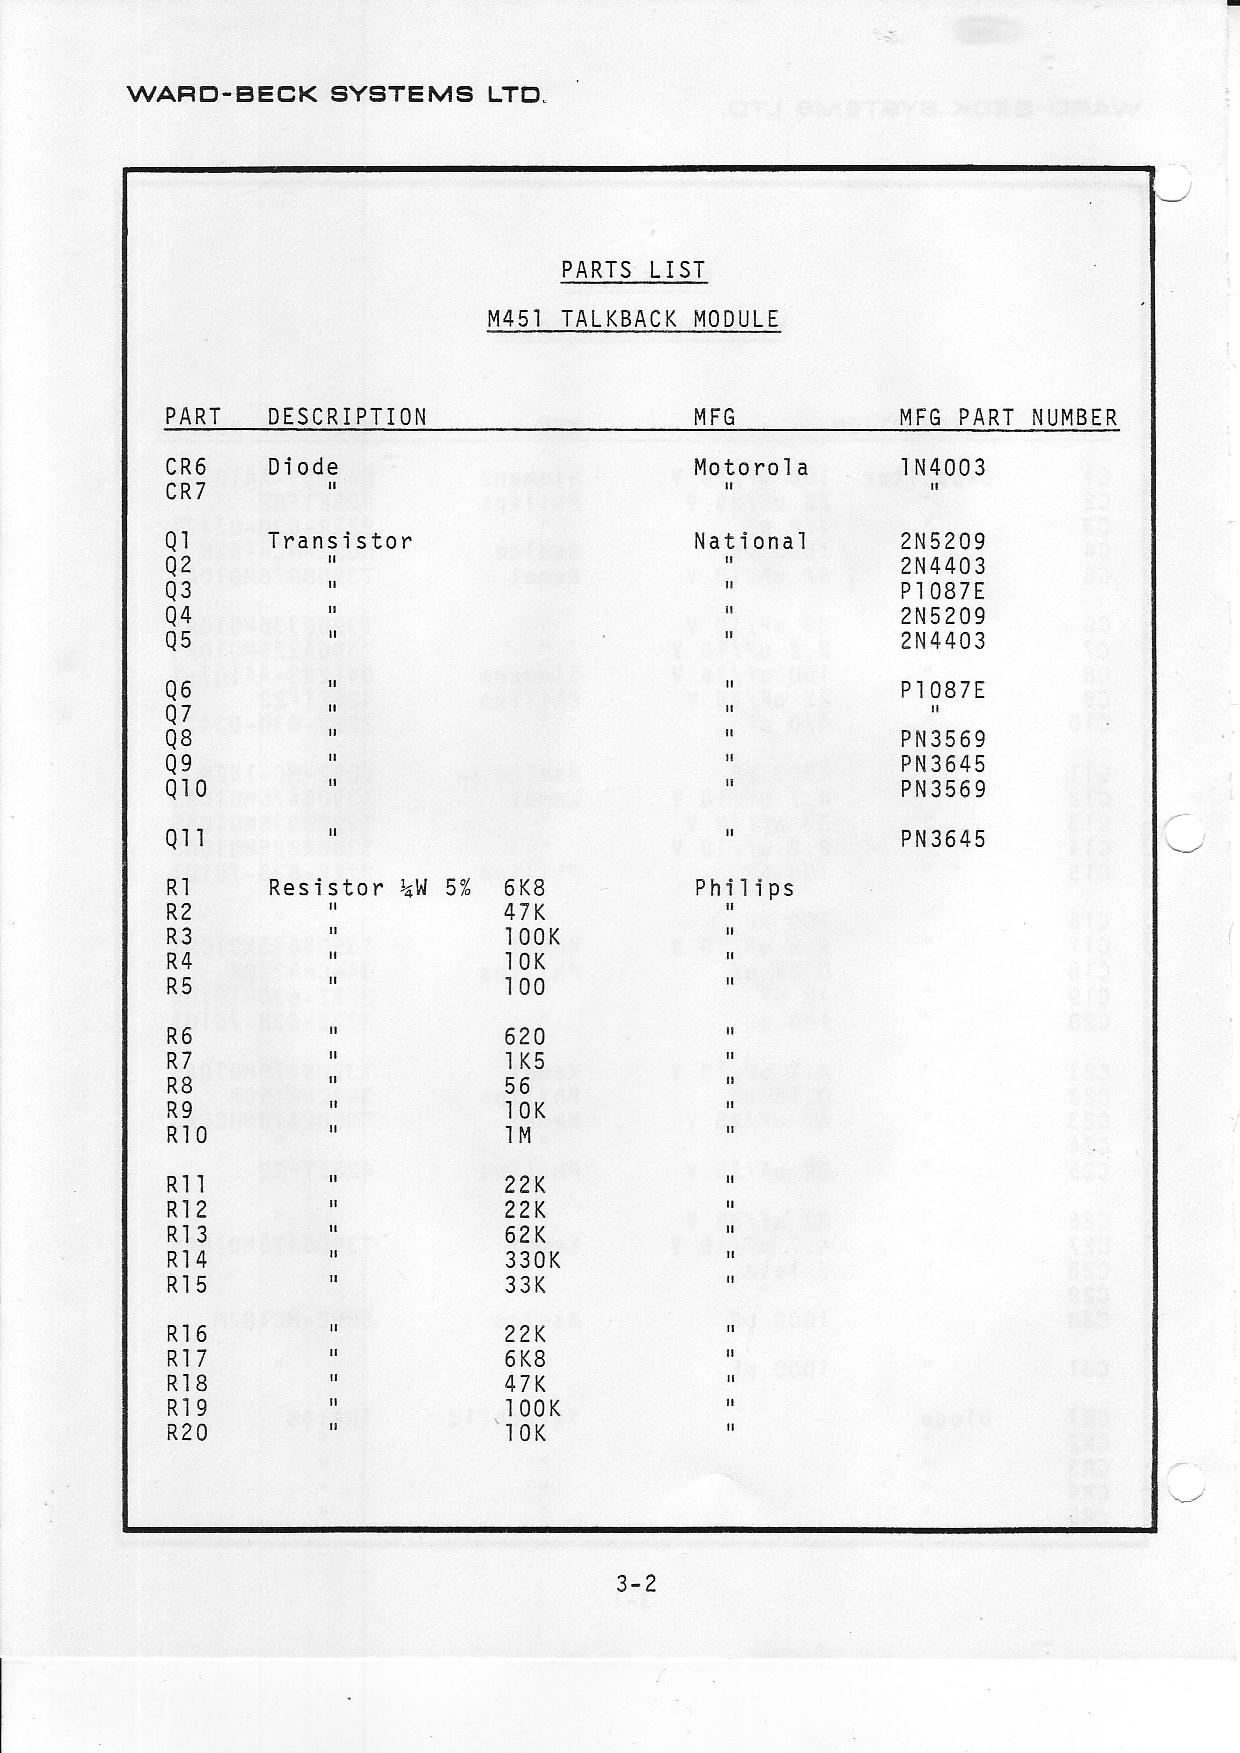 WARD-BECK SYSTEMS LTD.
PARTS LIST
M451 TALKBACK MODULE
PART DESCRIPTION MFG MFG PART NUMBER
CR6 Diode Motorola 1N4003
CR7 " " "
Q1 Transistor National 2N5209
Q2 " " 2N4403
Q3 " " P1087E
Q4 " " 2N5209
Q5 " " 2N4403
Q6 " " P1087E
Q7 " " "
Q8 " " PN3569
Q9 " " PN3645
Q10 " " PN3569
Q11 " " PN3645
R1 Resistor ¼W 5% 6K8 Philips
R2 " 47K "
R3 " 100K "
R4 " 10K "
R5 " 100 "
R6 " 620 "
R7 " 1K5 "
R8 " 56 "
R9 " 10K "
R10 " 1M "
R11 " 22K "
R12 " 22K "
R13 " 62K "
R14 " 330K "
R15 " 33K "
R16 " 22K "
R17 " 6K8 "
R18 " 47K "
R19 " 100K "
R20 " 10K "
3-2